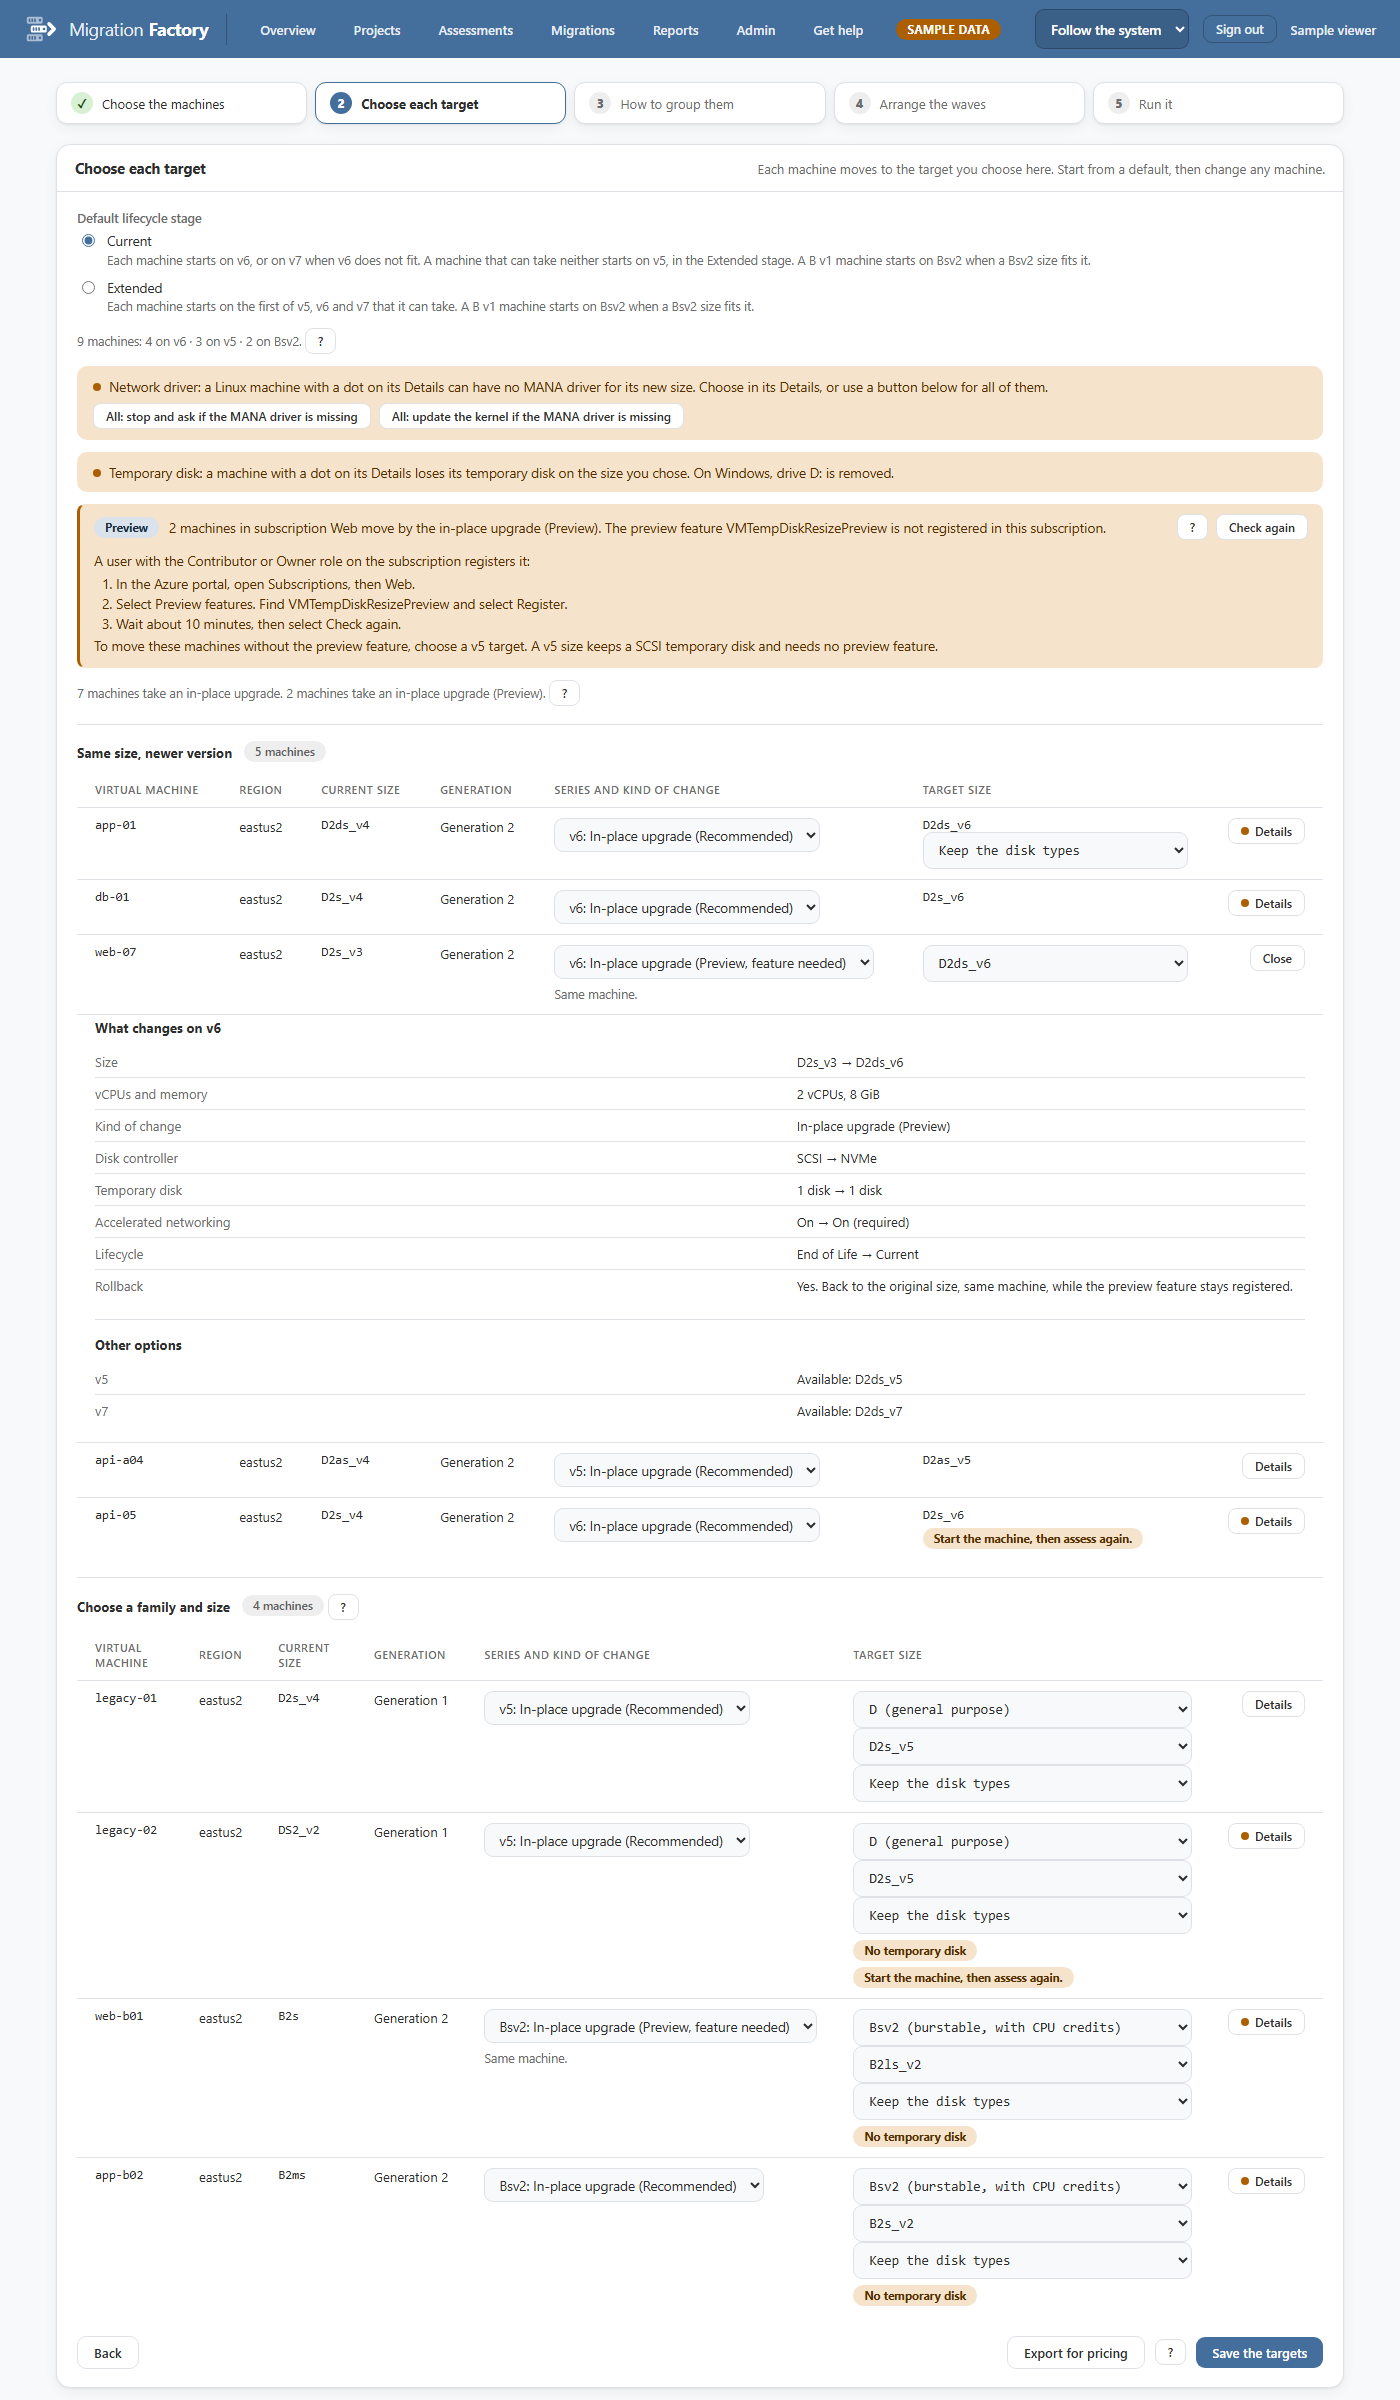 Migration Factory
Overview
Projects
Assessments
Migrations
Reports
Admin
Get help
SAMPLE DATA
Follow the system
Sign out
Sample viewer
✓ Choose the machines
2 Choose each target
3 How to group them
4 Arrange the waves
5 Run it
Choose each target
Each machine moves to the target you choose here. Start from a default, then change any machine.
Default lifecycle stage
Current
Each machine starts on v6, or on v7 when v6 does not fit. A machine that can take neither starts on v5, in the Extended stage. A B v1 machine starts on Bsv2 when a Bsv2 size fits it.
Extended
Each machine starts on the first of v5, v6 and v7 that it can take. A B v1 machine starts on Bsv2 when a Bsv2 size fits it.
9 machines: 4 on v6 · 3 on v5 · 2 on Bsv2. ?
Network driver: a Linux machine with a dot on its Details can have no MANA driver for its new size. Choose in its Details, or use a button below for all of them.
All: stop and ask if the MANA driver is missing
All: update the kernel if the MANA driver is missing
Temporary disk: a machine with a dot on its Details loses its temporary disk on the size you chose. On Windows, drive D: is removed.
Preview 2 machines in subscription Web move by the in-place upgrade (Preview). The preview feature VMTempDiskResizePreview is not registered in this subscription. ? Check again
A user with the Contributor or Owner role on the subscription registers it:
1. In the Azure portal, open Subscriptions, then Web.
2. Select Preview features. Find VMTempDiskResizePreview and select Register.
3. Wait about 10 minutes, then select Check again.
To move these machines without the preview feature, choose a v5 target. A v5 size keeps a SCSI temporary disk and needs no preview feature.
7 machines take an in-place upgrade. 2 machines take an in-place upgrade (Preview). ?
Same size, newer version 5 machines
VIRTUAL MACHINE REGION CURRENT SIZE GENERATION SERIES AND KIND OF CHANGE TARGET SIZE
app-01 eastus2 D2ds_v4 Generation 2 v6: In-place upgrade (Recommended) D2ds_v6 Details
Keep the disk types
db-01 eastus2 D2s_v4 Generation 2 v6: In-place upgrade (Recommended) D2s_v6 Details
web-07 eastus2 D2s_v3 Generation 2 v6: In-place upgrade (Preview, feature needed) D2ds_v6 Close
Same machine.
What changes on v6
Size D2s_v3 → D2ds_v6
vCPUs and memory 2 vCPUs, 8 GiB
Kind of change In-place upgrade (Preview)
Disk controller SCSI → NVMe
Temporary disk 1 disk → 1 disk
Accelerated networking On → On (required)
Lifecycle End of Life → Current
Rollback Yes. Back to the original size, same machine, while the preview feature stays registered.
Other options
v5 Available: D2ds_v5
v7 Available: D2ds_v7
api-a04 eastus2 D2as_v4 Generation 2 v5: In-place upgrade (Recommended) D2as_v5 Details
api-05 eastus2 D2s_v4 Generation 2 v6: In-place upgrade (Recommended) D2s_v6 Details
Start the machine, then assess again.
Choose a family and size 4 machines ?
VIRTUAL MACHINE REGION CURRENT SIZE GENERATION SERIES AND KIND OF CHANGE TARGET SIZE
legacy-01 eastus2 D2s_v4 Generation 1 v5: In-place upgrade (Recommended) D (general purpose) Details
D2s_v5
Keep the disk types
legacy-02 eastus2 DS2_v2 Generation 1 v5: In-place upgrade (Recommended) D (general purpose) Details
D2s_v5
Keep the disk types
No temporary disk
Start the machine, then assess again.
web-b01 eastus2 B2s Generation 2 Bsv2: In-place upgrade (Preview, feature needed) Bsv2 (burstable, with CPU credits) Details
Same machine.
B2ls_v2
Keep the disk types
No temporary disk
app-b02 eastus2 B2ms Generation 2 Bsv2: In-place upgrade (Recommended) Bsv2 (burstable, with CPU credits) Details
B2s_v2
Keep the disk types
No temporary disk
Back
Export for pricing
?
Save the targets